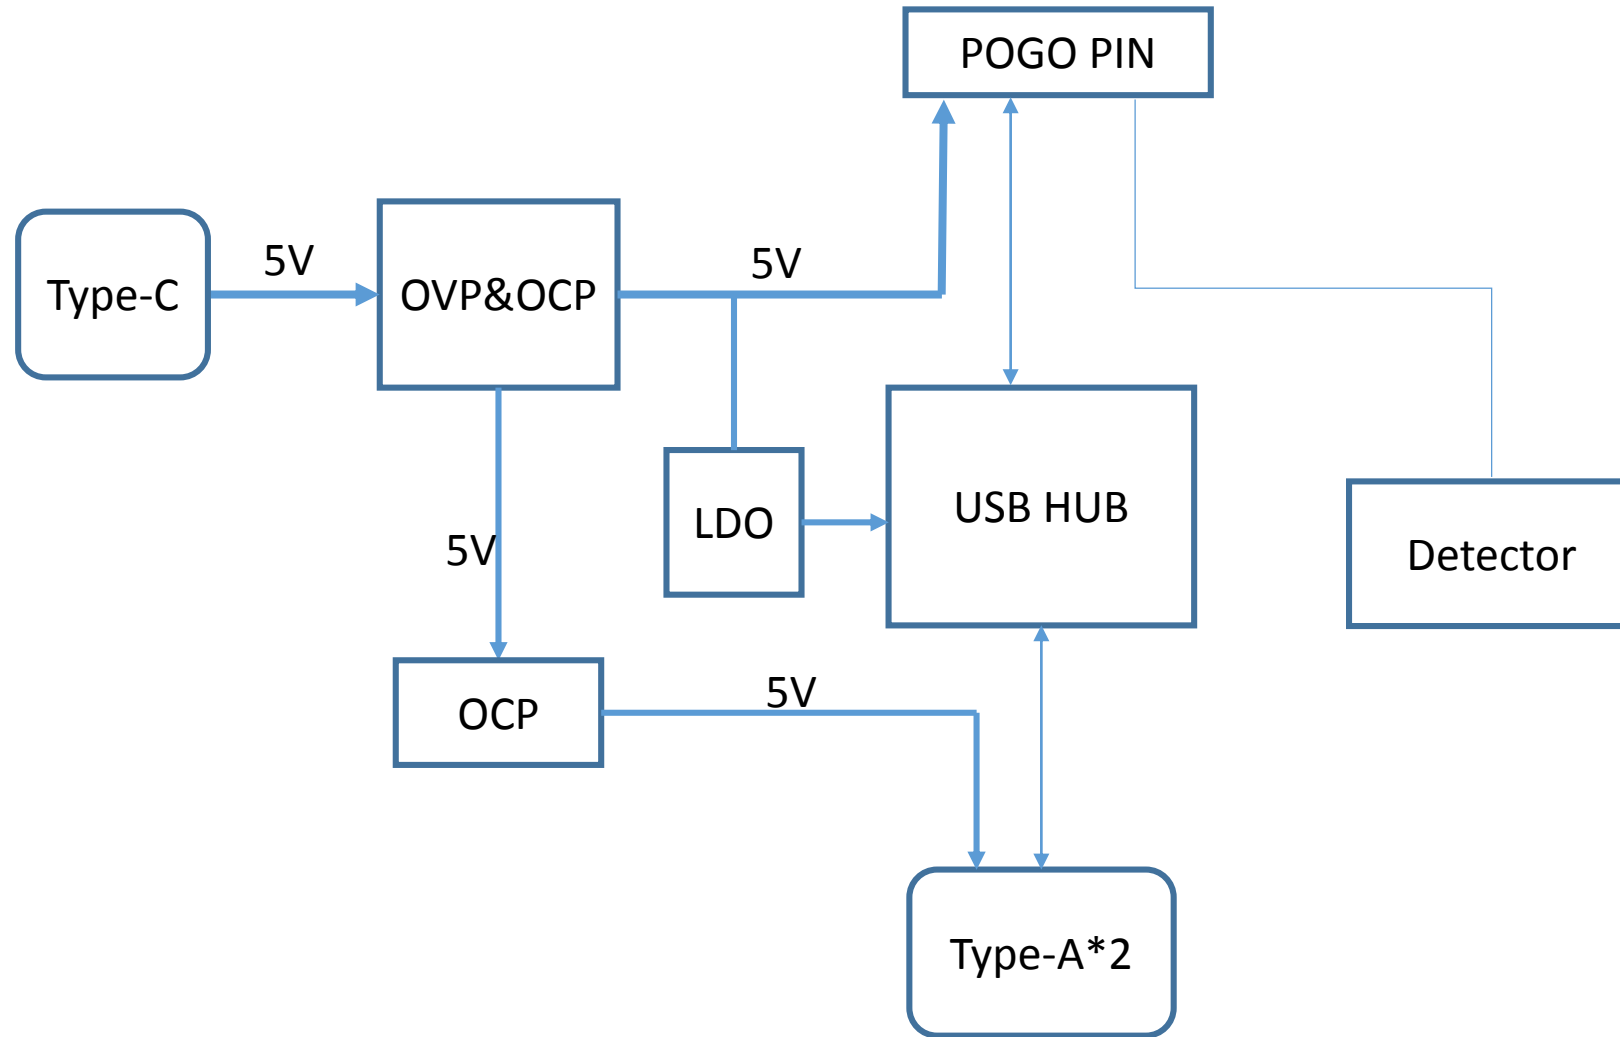 POGO PIN
5V
5V
Type-C
OVP&OCP
LDO
USB HUB
5V
Detector
5V
OCP
Type-A*2